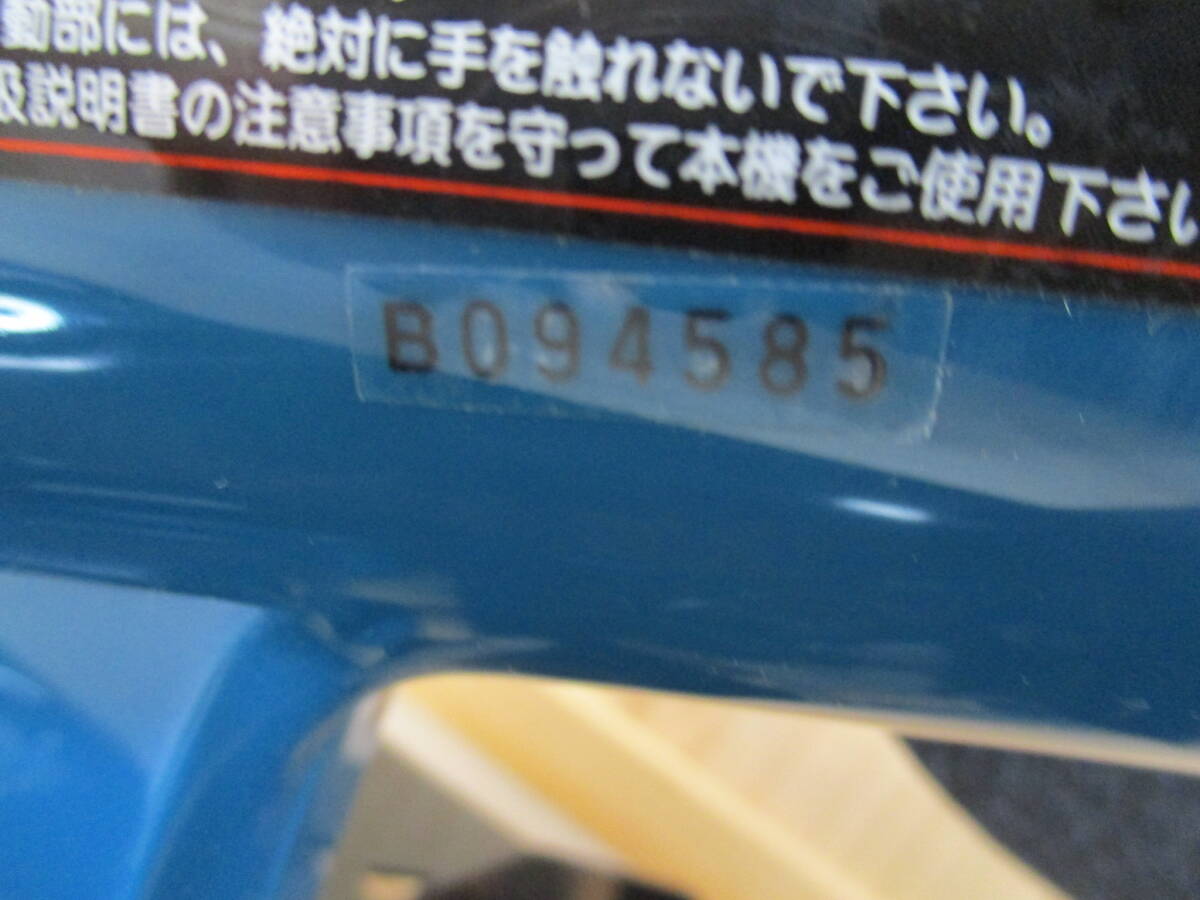 動部には、絶対に手を触れないで下さい。
扱説明書の注意事項を守って本機をご使用下さい
B094585